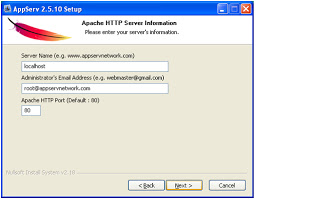 AppServ 2.5.10 Setup
Apache HTTP Server Information
Please enter your server's information.
Server Name (e.g. www.appservnetwork.com)
localhost
Administrator's Email Address (e.g. webmaster@gmail.com)
root@appservnetwork.com
Apache HTTP Port (Default : 80)
80
Nullsoft Install System v2.18
< Back Next > Cancel